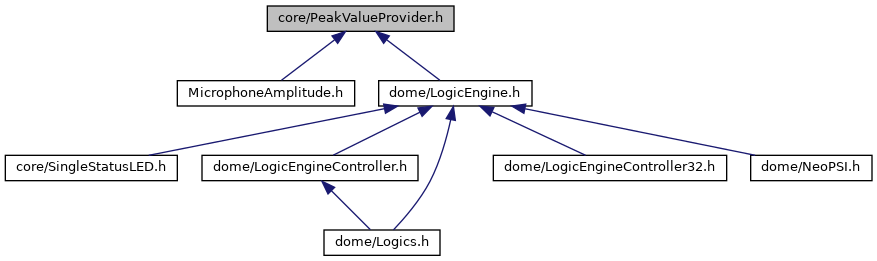 core/PeakValueProvider.h
MicrophoneAmplitude.h
dome/LogicEngine.h
core/SingleStatusLED.h
dome/LogicEngineController.h
dome/LogicEngineController32.h
dome/NeoPSI.h
dome/Logics.h